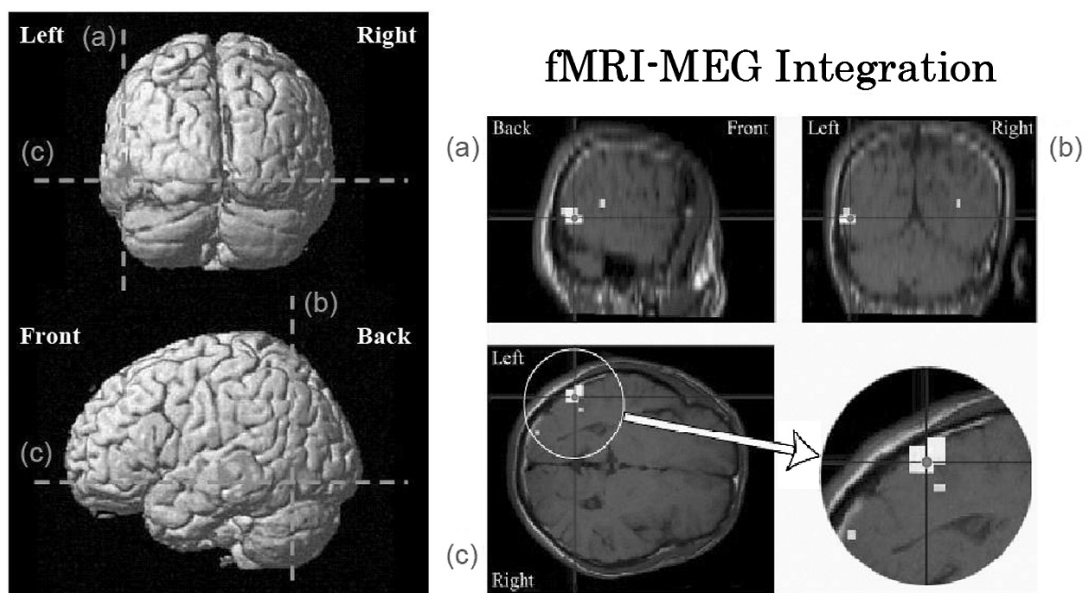 Left (a) Right
(c)
(b)
Front Back
(c)
fMRI-MEG Integration
(a) Back Front
Left Right (b)
Left
(c) Right